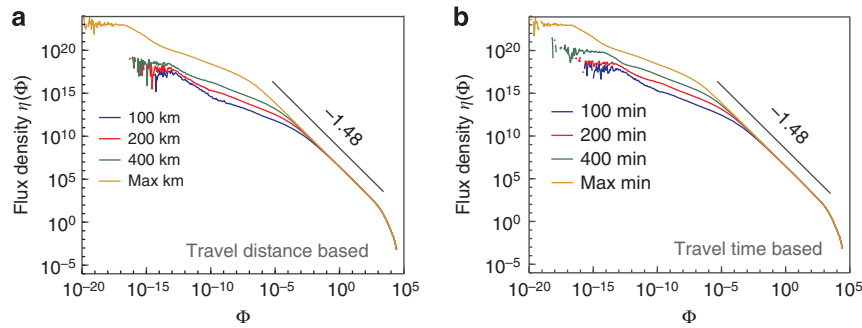 a
Flux density η(Φ)
10^20
10^15
10^10
10^5
10^0
10^−5
−1.48
100 km
200 km
400 km
Max km
Travel distance based
10^−20 10^−15 10^−10 10^−5 10^0 10^5
Φ
b
Flux density η(Φ)
10^20
10^15
10^10
10^5
10^0
10^−5
−1.48
100 min
200 min
400 min
Max min
Travel time based
10^−20 10^−15 10^−10 10^−5 10^0 10^5
Φ